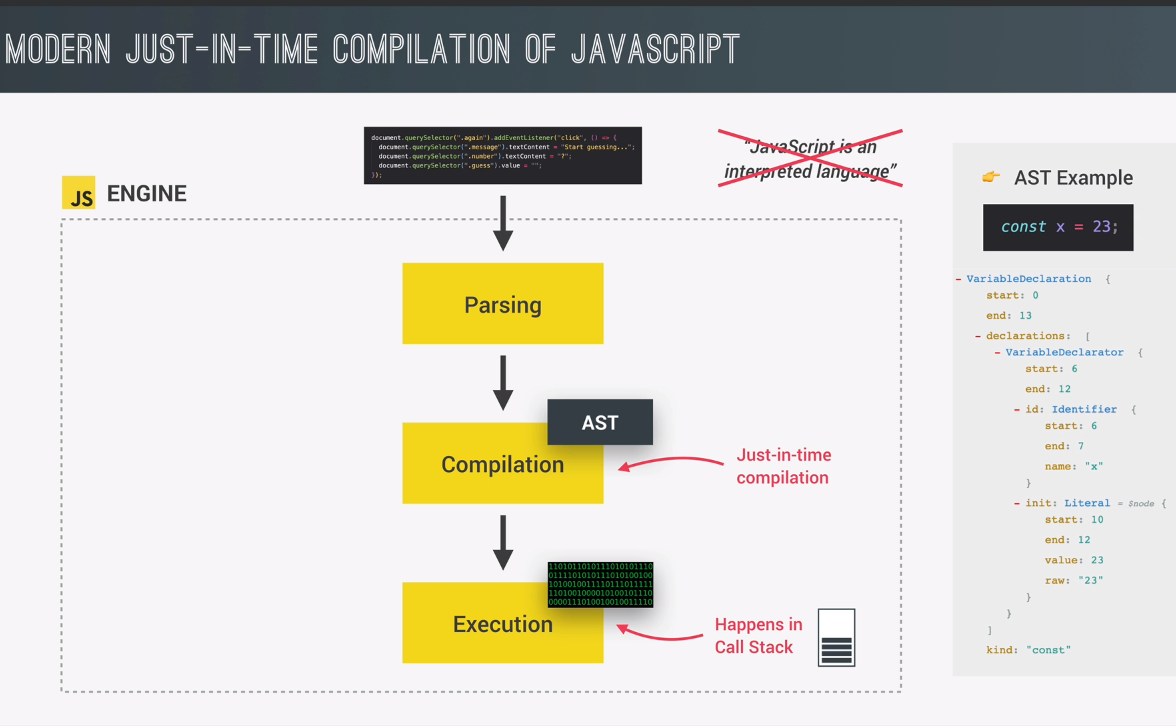 MODERN JUST-IN-TIME COMPILATION OF JAVASCRIPT
document.querySelector(".again").addEventListener("click", () => {
  document.querySelector(".message").textContent = "Start guessing...";
  document.querySelector(".number").textContent = "?";
  document.querySelector(".guess").value = "";
});
"JavaScript is an
interpreted language"
JS ENGINE
Parsing
AST
Compilation
Just-in-time
compilation
1101011010111010101110
01111010101110101001000
10100100111101110111111
11010010000101001011100
00001110100100100111100
Execution
Happens in
Call Stack
👉 AST Example
const x = 23;
- VariableDeclaration {
start: 0
end: 13
- declarations: [
- VariableDeclarator {
start: 6
end: 12
- id: Identifier {
start: 6
end: 7
name: "x"
}
- init: Literal = $node {
start: 10
end: 12
value: 23
raw: "23"
}
}
]
kind: "const"